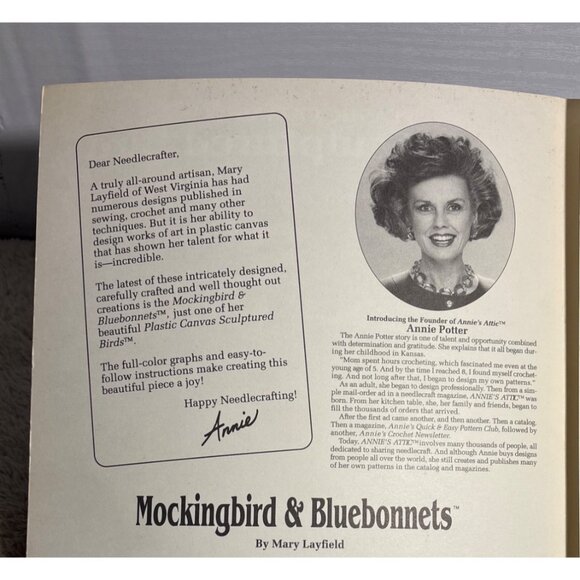 Dear Needlecrafter,
A truly all-around artisan, Mary
Layfield of West Virginia has had
numerous designs published in
sewing, crochet and many other
techniques. But it is her ability to
design works of art in plastic canvas
that has shown her talent for what it
is—incredible.
The latest of these intricately designed,
carefully crafted and well thought out
creations is the Mockingbird &
Bluebonnets™, just one of her
beautiful Plastic Canvas Sculptured
Birds™.
The full-color graphs and easy-to-
follow instructions make creating this
beautiful piece a joy!
Happy Needlecrafting!
Annie
Introducing the Founder of Annie's Attic™
Annie Potter
The Annie Potter story is one of talent and opportunity combined
with determination and gratitude. She explains that it all began dur-
ing her childhood in Kansas.
"Mom spent hours crocheting, which fascinated me even at the
young age of 5. And by the time I reached 8, I found myself crochet-
ing. And not long after that, I began to design my own patterns."
As an adult, she began to design professionally. Then from a sim-
ple mail-order ad in a needlecraft magazine, ANNIE'S ATTIC™ was
born. From her kitchen table, she, her family and friends, began to
fill the thousands of orders that arrived.
After the first ad came another, and then another. Then a catalog.
Then a magazine, Annie's Quick & Easy Pattern Club, followed by
another, Annie's Crochet Newsletter.
Today, ANNIE'S ATTIC™ involves many thousands of people, all
dedicated to sharing needlecraft. And although Annie buys designs
from people all over the world, she still creates and publishes many
of her own patterns in the catalog and magazines.
Mockingbird & Bluebonnets™
By Mary Layfield